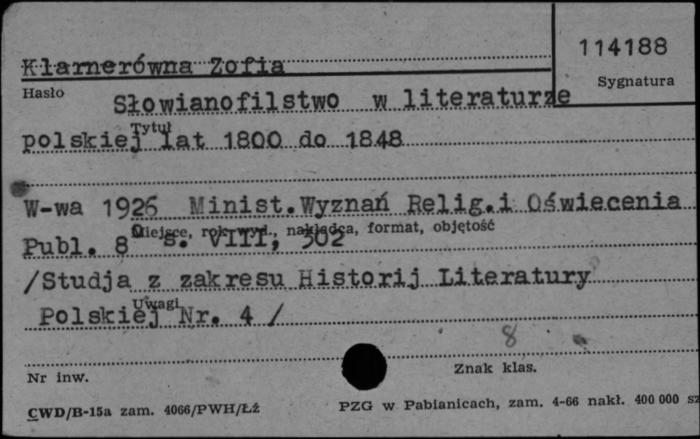 114188
Klarnerówna Zofia
Sygnatura
Hasło
Słowianofilstwo w literaturze
Tytuł
polskiej lat 1800 do 1848
W-wa 1926 Minist.Wyznań Relig.i Oświecenia
Miejsce, rok wyd., nakładca, format, objętość
Publ. 8° s. VIII, 302
/Studja z zakresu Historij Literatury
Uwagi
Polskiej Nr. 4 /
8
Nr inw.
Znak klas.
CWD/B-15a zam. 4066/PWH/Łź
PZG w Pabianicach, zam. 4-66 nakł. 400 000 sz